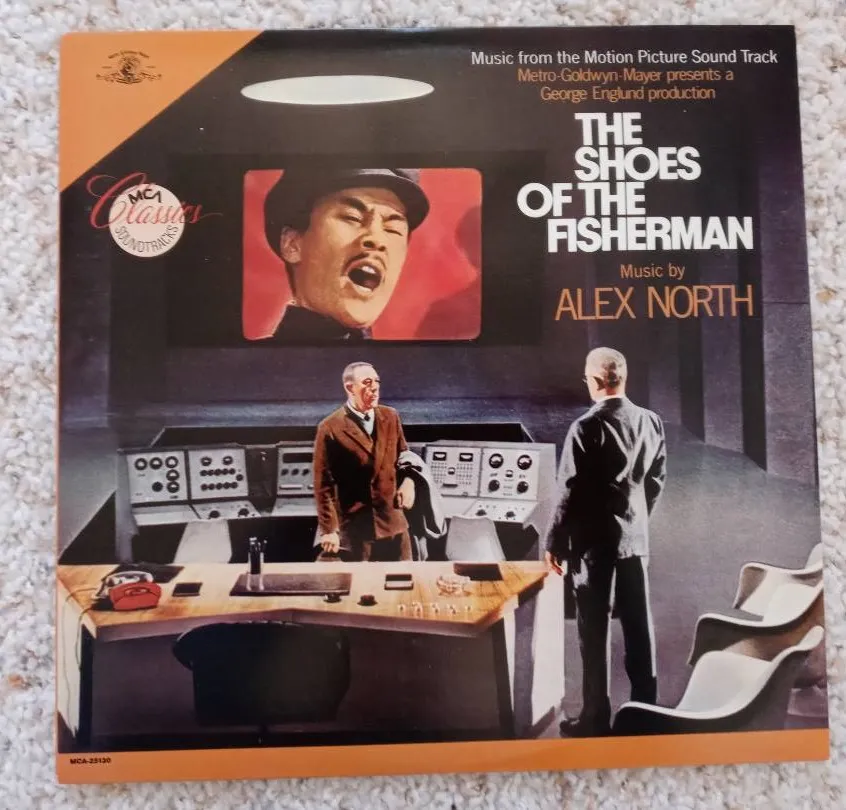 Music from the Motion Picture Sound Track
Metro-Goldwyn-Mayer presents a
George Englund production
THE
SHOES
OF THE
FISHERMAN
Music by
ALEX NORTH
MCA
Classics
SOUNDTRACKS
MCA-25130